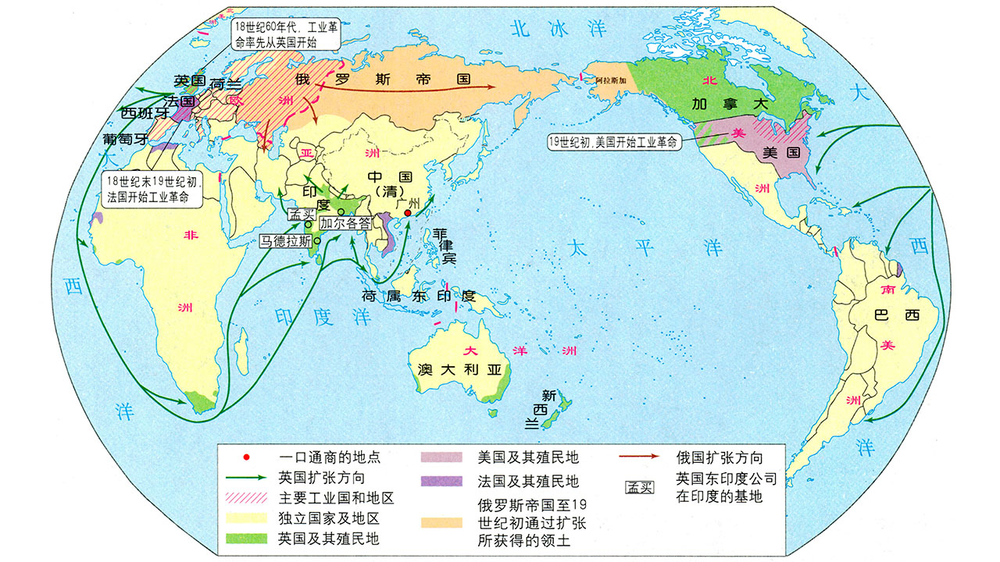 北美洲
18世纪60年代，工业革
命率先从英国开始
北冰洋
英国
荷兰
俄罗斯帝国
阿拉斯加
北
加拿大
大
法国
欧洲
西班牙
葡萄牙
19世纪初,美国开始工业革命
美
美国
大
亚洲
中国
(清)
广州
洲
18世纪末19世纪初,
法国开始工业革命
印度
孟买
加尔各答
马德拉斯
菲律宾
非
太平洋
西
西
洲
荷属东印度
印度洋
南
巴西
美
大洋洲
澳大利亚
新西兰
洲
洋
洋
一口通商的地点
英国扩张方向
主要工业国和地区
独立国家及地区
英国及其殖民地
美国及其殖民地
法国及其殖民地
俄罗斯帝国至19
世纪初通过扩张
所获得的领土
俄国扩张方向
孟买
英国东印度公司
在印度的基地